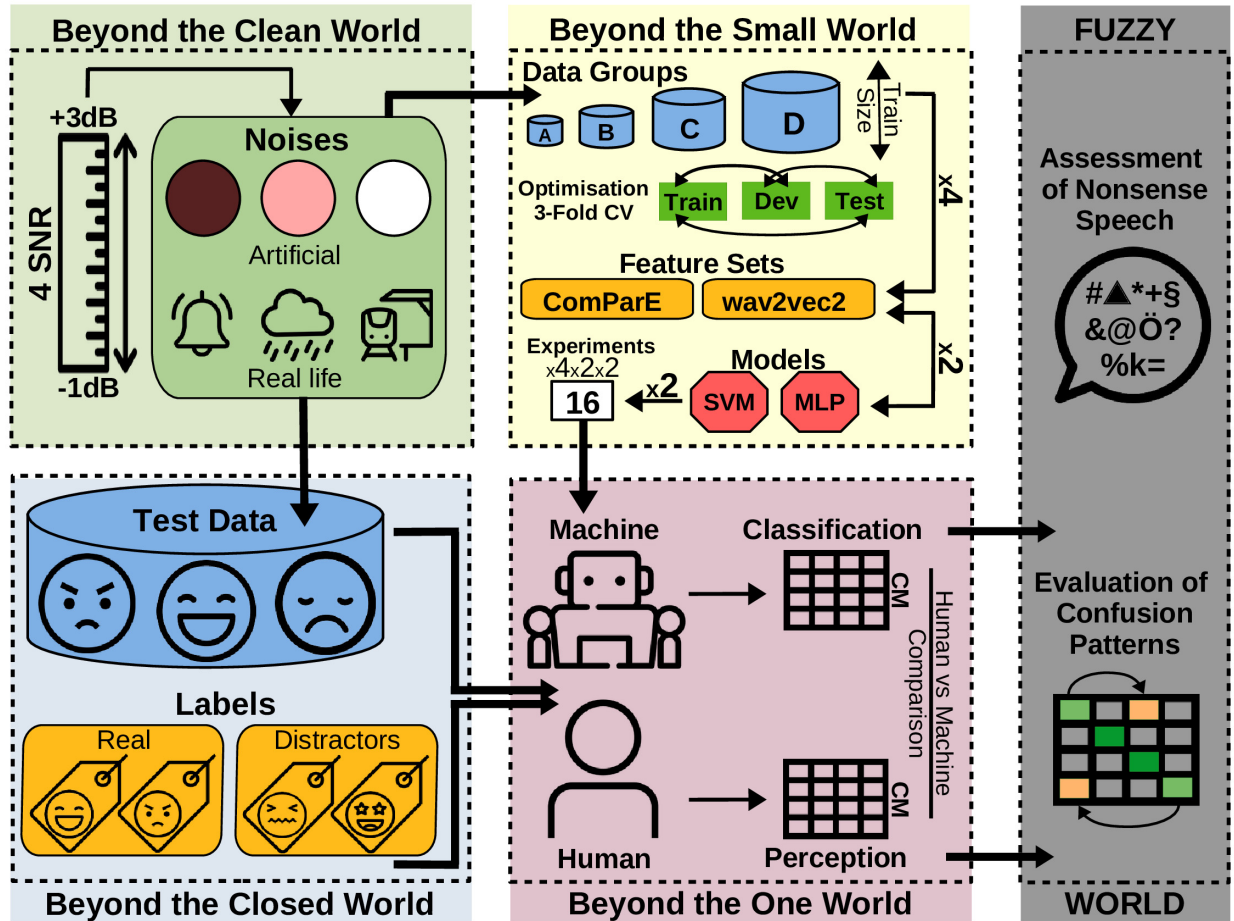 Beyond the Clean World
+3dB
4 SNR
-1dB
Noises
Artificial
Real life
Beyond the Small World
Data Groups
A
B
C
D
Train
Size
Optimisation
3-Fold CV
Train
Dev
Test
x4
Feature Sets
ComParE
wav2vec2
Experiments
x4x2x2
16
x2
Models
SVM
MLP
x2
Test Data
Labels
Real
Distractors
Beyond the Closed World
Machine
Classification
CM
Human vs Machine
Comparison
Human
Perception
CM
Beyond the One World
FUZZY
Assessment
of Nonsense
Speech
#▲*+§
&@Ö?
%k=
Evaluation of
Confusion
Patterns
WORLD